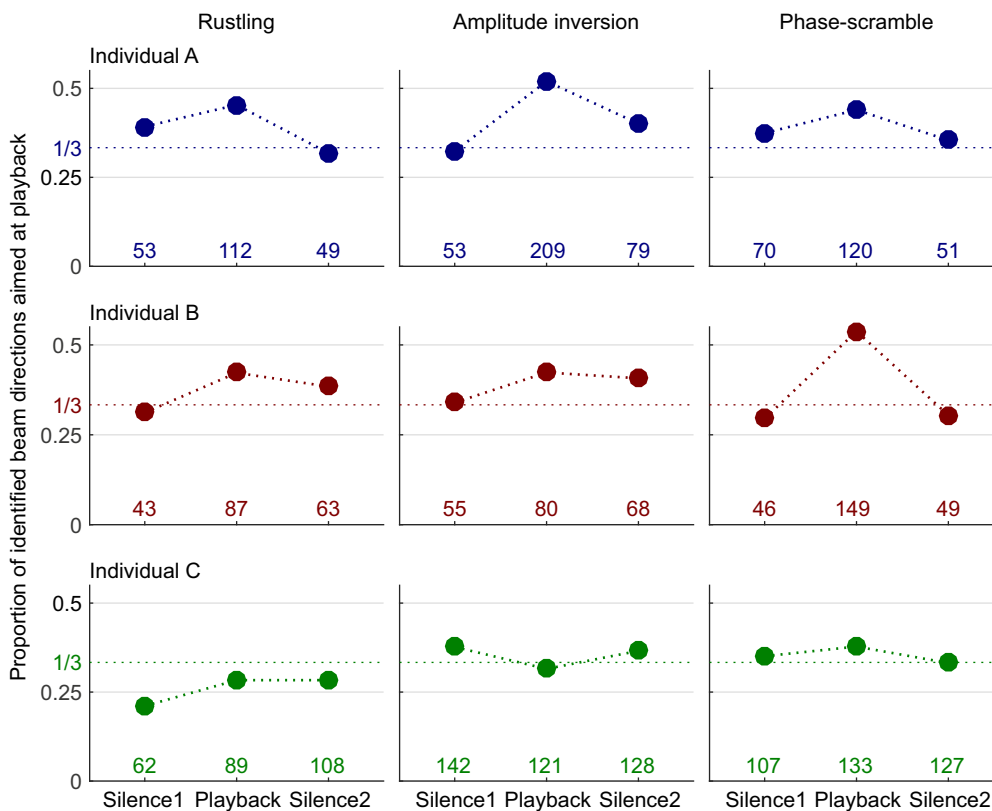 Rustling Amplitude inversion Phase-scramble
Proportion of identified beam directions aimed at playback
Individual A
0.5
1/3
0.25
0
53 112 49 53 209 79 70 120 51
Individual B
0.5
1/3
0.25
0
43 87 63 55 80 68 46 149 49
Individual C
0.5
1/3
0.25
0
62 89 108 142 121 128 107 133 127
Silence1 Playback Silence2 Silence1 Playback Silence2 Silence1 Playback Silence2